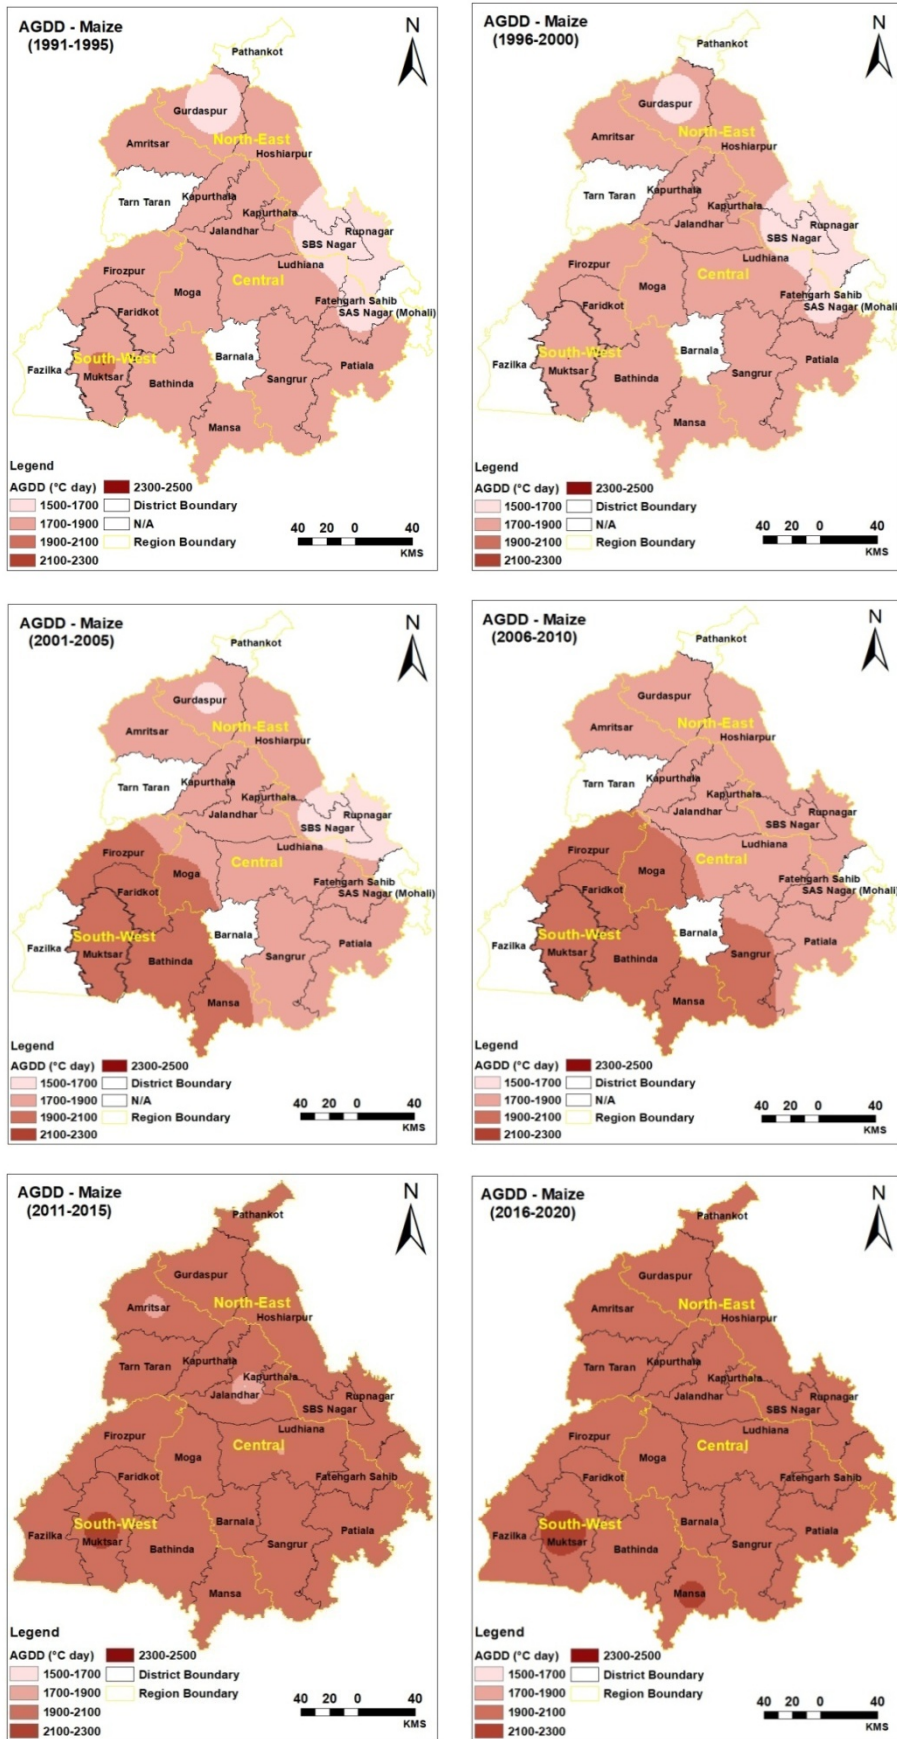 AGDD - Maize
(1991-1995)
N
Pathankot
Gurdaspur
North-East
Amritsar
Hoshiarpur
Tarn Taran
Kapurthala
Kapurthala
Jalandhar
Rupnagar
SBS Nagar
Ludhiana
Firozpur
Central
Moga
Fatehgarh Sahib
Faridkot
SAS Nagar (Mohali)
South-West
Barnala
Patiala
Fazilka
Muktsar
Bathinda
Sangrur
Mansa
Legend
AGDD (°C day)
2300-2500
1500-1700
District Boundary
1700-1900
N/A
1900-2100
Region Boundary
2100-2300
40 20 0 40
KMS
AGDD - Maize
(1996-2000)
N
Pathankot
Gurdaspur
North-East
Amritsar
Hoshiarpur
Tarn Taran
Kapurthala
Kapurthala
Jalandhar
Rupnagar
SBS Nagar
Ludhiana
Firozpur
Central
Moga
Fatehgarh Sahib
Faridkot
SAS Nagar (Mohali)
South-West
Barnala
Patiala
Fazilka
Muktsar
Bathinda
Sangrur
Mansa
Legend
AGDD (°C day)
2300-2500
1500-1700
District Boundary
1700-1900
N/A
1900-2100
Region Boundary
2100-2300
40 20 0 40
KMS
AGDD - Maize
(2001-2005)
N
Pathankot
Gurdaspur
North-East
Amritsar
Hoshiarpur
Tarn Taran
Kapurthala
Kapurthala
Jalandhar
Rupnagar
SBS Nagar
Ludhiana
Firozpur
Central
Moga
Fatehgarh Sahib
Faridkot
SAS Nagar (Mohali)
South-West
Barnala
Patiala
Fazilka
Muktsar
Bathinda
Sangrur
Mansa
Legend
AGDD (°C day)
2300-2500
1500-1700
District Boundary
1700-1900
N/A
1900-2100
Region Boundary
2100-2300
40 20 0 40
KMS
AGDD - Maize
(2006-2010)
N
Pathankot
Gurdaspur
North-East
Amritsar
Hoshiarpur
Tarn Taran
Kapurthala
Kapurthala
Jalandhar
Rupnagar
SBS Nagar
Ludhiana
Firozpur
Central
Moga
Fatehgarh Sahib
Faridkot
SAS Nagar (Mohali)
South-West
Barnala
Patiala
Fazilka
Muktsar
Bathinda
Sangrur
Mansa
Legend
AGDD (°C day)
2300-2500
1500-1700
District Boundary
1700-1900
N/A
1900-2100
Region Boundary
2100-2300
40 20 0 40
KMS
AGDD - Maize
(2011-2015)
N
Pathankot
Gurdaspur
North-East
Amritsar
Hoshiarpur
Tarn Taran
Kapurthala
Kapurthala
Jalandhar
Rupnagar
SBS Nagar
Ludhiana
Firozpur
Central
Moga
Fatehgarh Sahib
Faridkot
South-West
Barnala
Patiala
Fazilka
Muktsar
Bathinda
Sangrur
Mansa
Legend
AGDD (°C day)
2300-2500
1500-1700
District Boundary
1700-1900
Region Boundary
1900-2100
2100-2300
40 20 0 40
KMS
AGDD - Maize
(2016-2020)
N
Pathankot
Gurdaspur
North-East
Amritsar
Hoshiarpur
Tarn Taran
Kapurthala
Kapurthala
Jalandhar
Rupnagar
SBS Nagar
Ludhiana
Firozpur
Central
Moga
Fatehgarh Sahib
Faridkot
South-West
Barnala
Patiala
Fazilka
Muktsar
Bathinda
Sangrur
Mansa
Legend
AGDD (°C day)
2300-2500
1500-1700
District Boundary
1700-1900
Region Boundary
1900-2100
2100-2300
40 20 0 40
KMS